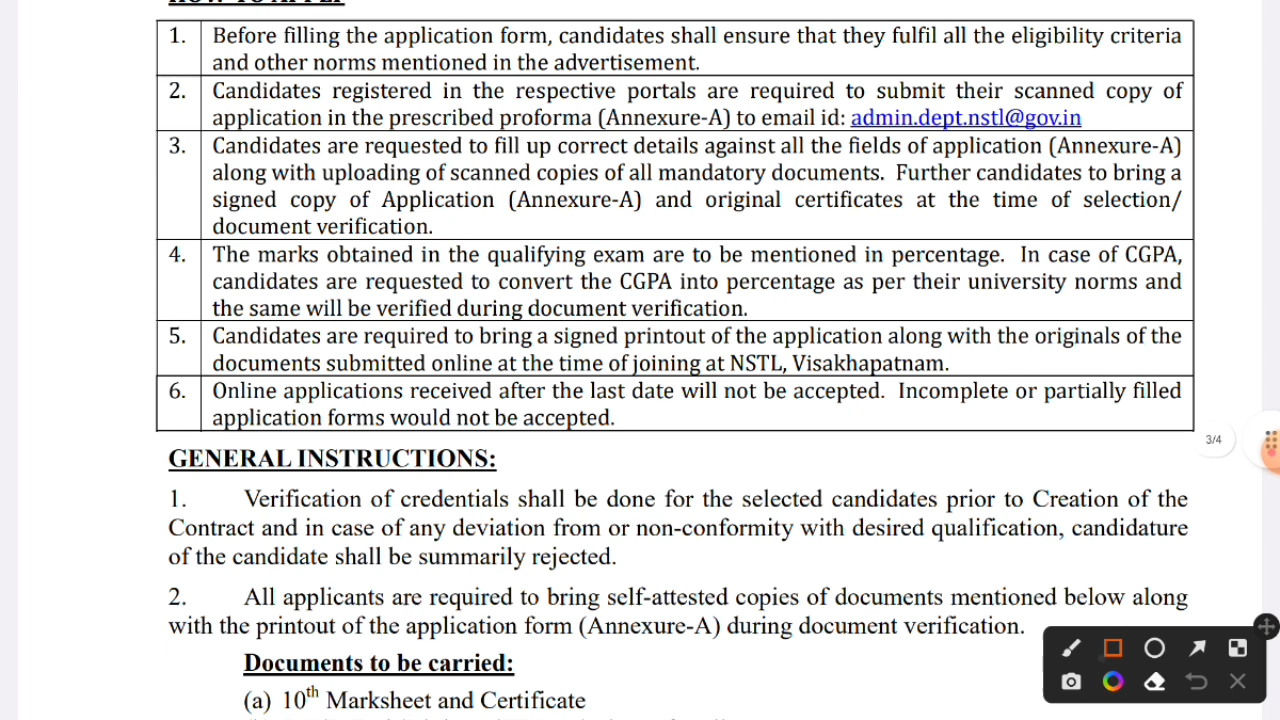 1. Before filling the application form, candidates shall ensure that they fulfil all the eligibility criteria
and other norms mentioned in the advertisement.
2. Candidates registered in the respective portals are required to submit their scanned copy of
application in the prescribed proforma (Annexure-A) to email id: admin.dept.nstl@gov.in
3. Candidates are requested to fill up correct details against all the fields of application (Annexure-A)
along with uploading of scanned copies of all mandatory documents. Further candidates to bring a
signed copy of Application (Annexure-A) and original certificates at the time of selection/
document verification.
4. The marks obtained in the qualifying exam are to be mentioned in percentage. In case of CGPA,
candidates are requested to convert the CGPA into percentage as per their university norms and
the same will be verified during document verification.
5. Candidates are required to bring a signed printout of the application along with the originals of the
documents submitted online at the time of joining at NSTL, Visakhapatnam.
6. Online applications received after the last date will not be accepted. Incomplete or partially filled
application forms would not be accepted.
3/4
GENERAL INSTRUCTIONS:
1. Verification of credentials shall be done for the selected candidates prior to Creation of the
Contract and in case of any deviation from or non-conformity with desired qualification, candidature
of the candidate shall be summarily rejected.
2. All applicants are required to bring self-attested copies of documents mentioned below along
with the printout of the application form (Annexure-A) during document verification.
Documents to be carried:
(a) 10th Marksheet and Certificate